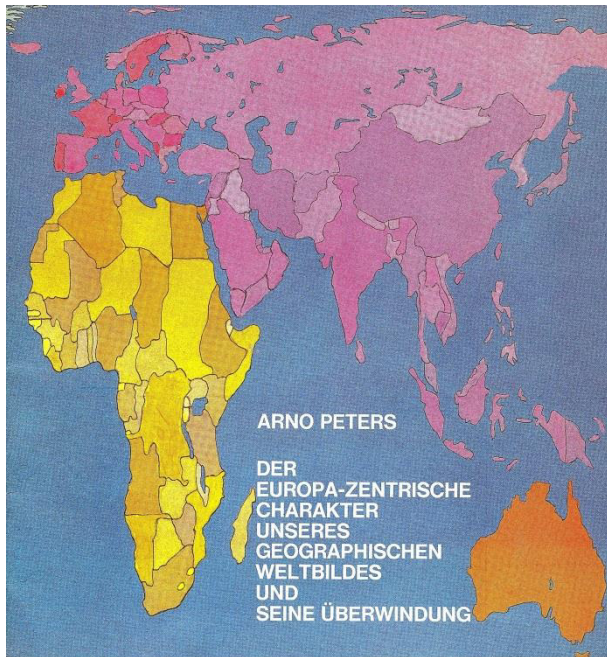 ARNO PETERS
DER
EUROPA-ZENTRISCHE
CHARAKTER
UNSERES
GEOGRAPHISCHEN
WELTBILDES
UND
SEINE ÜBERWINDUNG